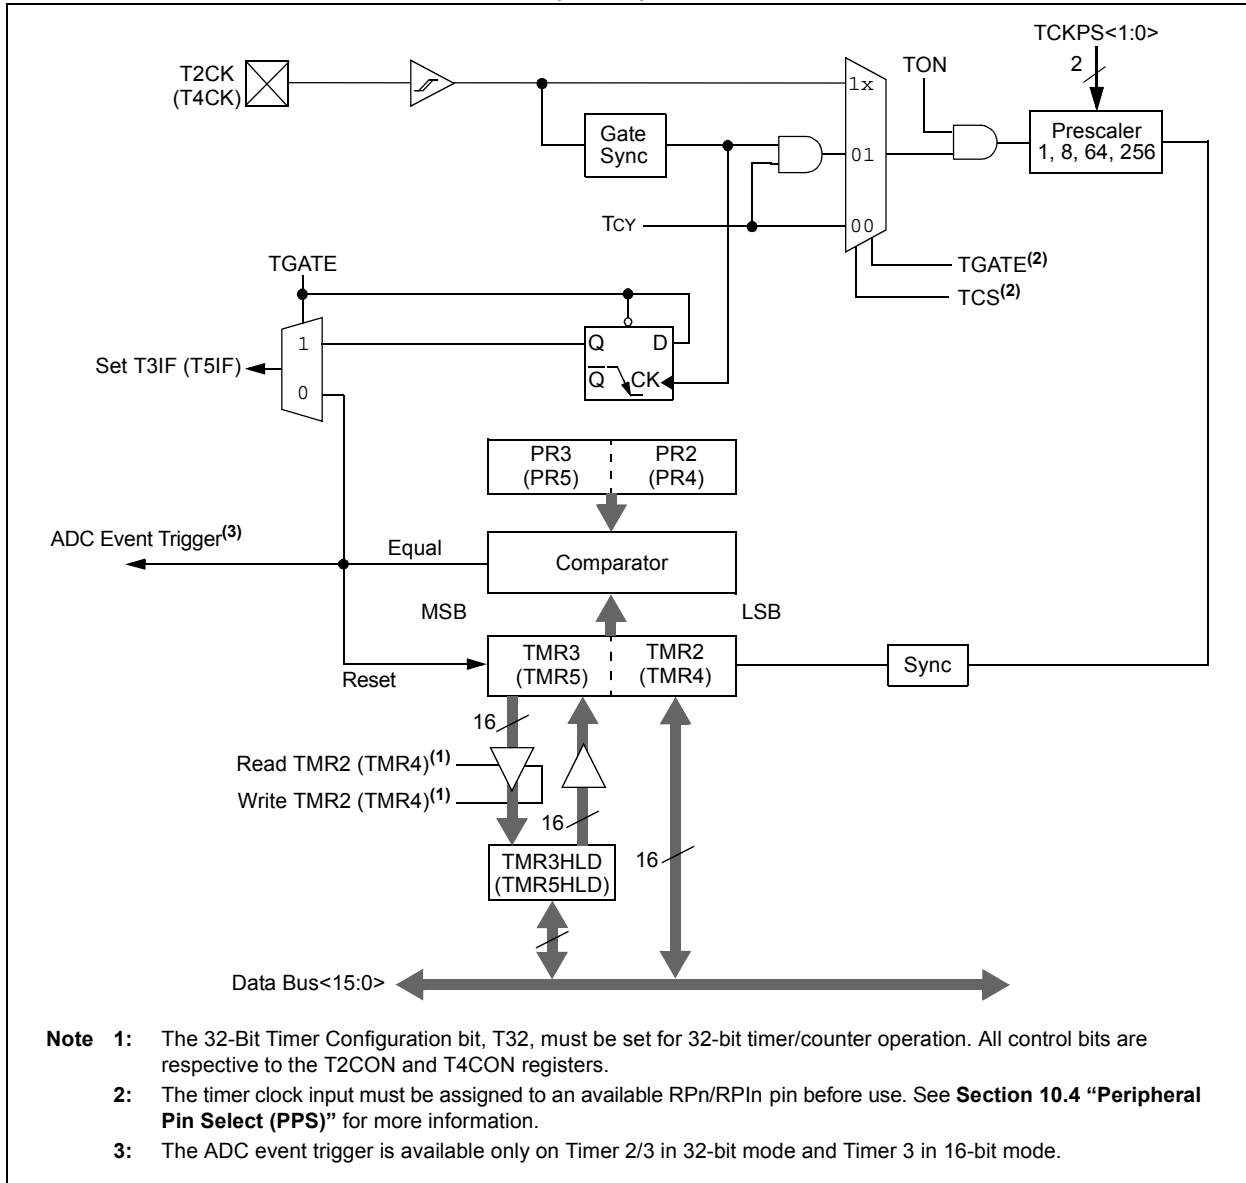 TCKPS<1:0>
2
T2CK
(T4CK)
TON
1x
Gate
Sync
01
Prescaler
1, 8, 64, 256
TCY
00
TGATE(2)
TCS(2)
TGATE
1
Set T3IF (T5IF)
0
Q D
Q CK
PR3
(PR5)
PR2
(PR4)
ADC Event Trigger(3)
Equal
Comparator
MSB
LSB
TMR3
(TMR5)
TMR2
(TMR4)
Sync
Reset
16
Read TMR2 (TMR4)(1)
Write TMR2 (TMR4)(1)
16
TMR3HLD
(TMR5HLD)
16
Data Bus<15:0>
Note 1: The 32-Bit Timer Configuration bit, T32, must be set for 32-bit timer/counter operation. All control bits are
respective to the T2CON and T4CON registers.
2: The timer clock input must be assigned to an available RPn/RPIn pin before use. See Section 10.4 “Peripheral
Pin Select (PPS)” for more information.
3: The ADC event trigger is available only on Timer 2/3 in 32-bit mode and Timer 3 in 16-bit mode.